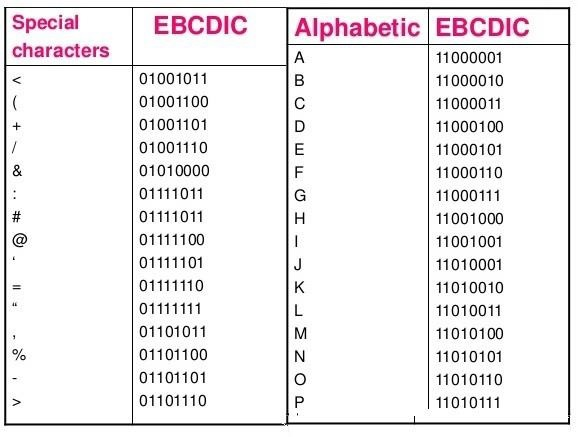 Special characters EBCDIC
< 01001011
( 01001100
+ 01001101
/ 01001110
& 01010000
: 01111011
# 01111011
@ 01111100
‘ 01111101
= 01111110
“ 01111111
, 01101011
% 01101100
- 01101101
> 01101110
Alphabetic EBCDIC
A 11000001
B 11000010
C 11000011
D 11000100
E 11000101
F 11000110
G 11000111
H 11001000
I 11001001
J 11010001
K 11010010
L 11010011
M 11010100
N 11010101
O 11010110
P 11010111